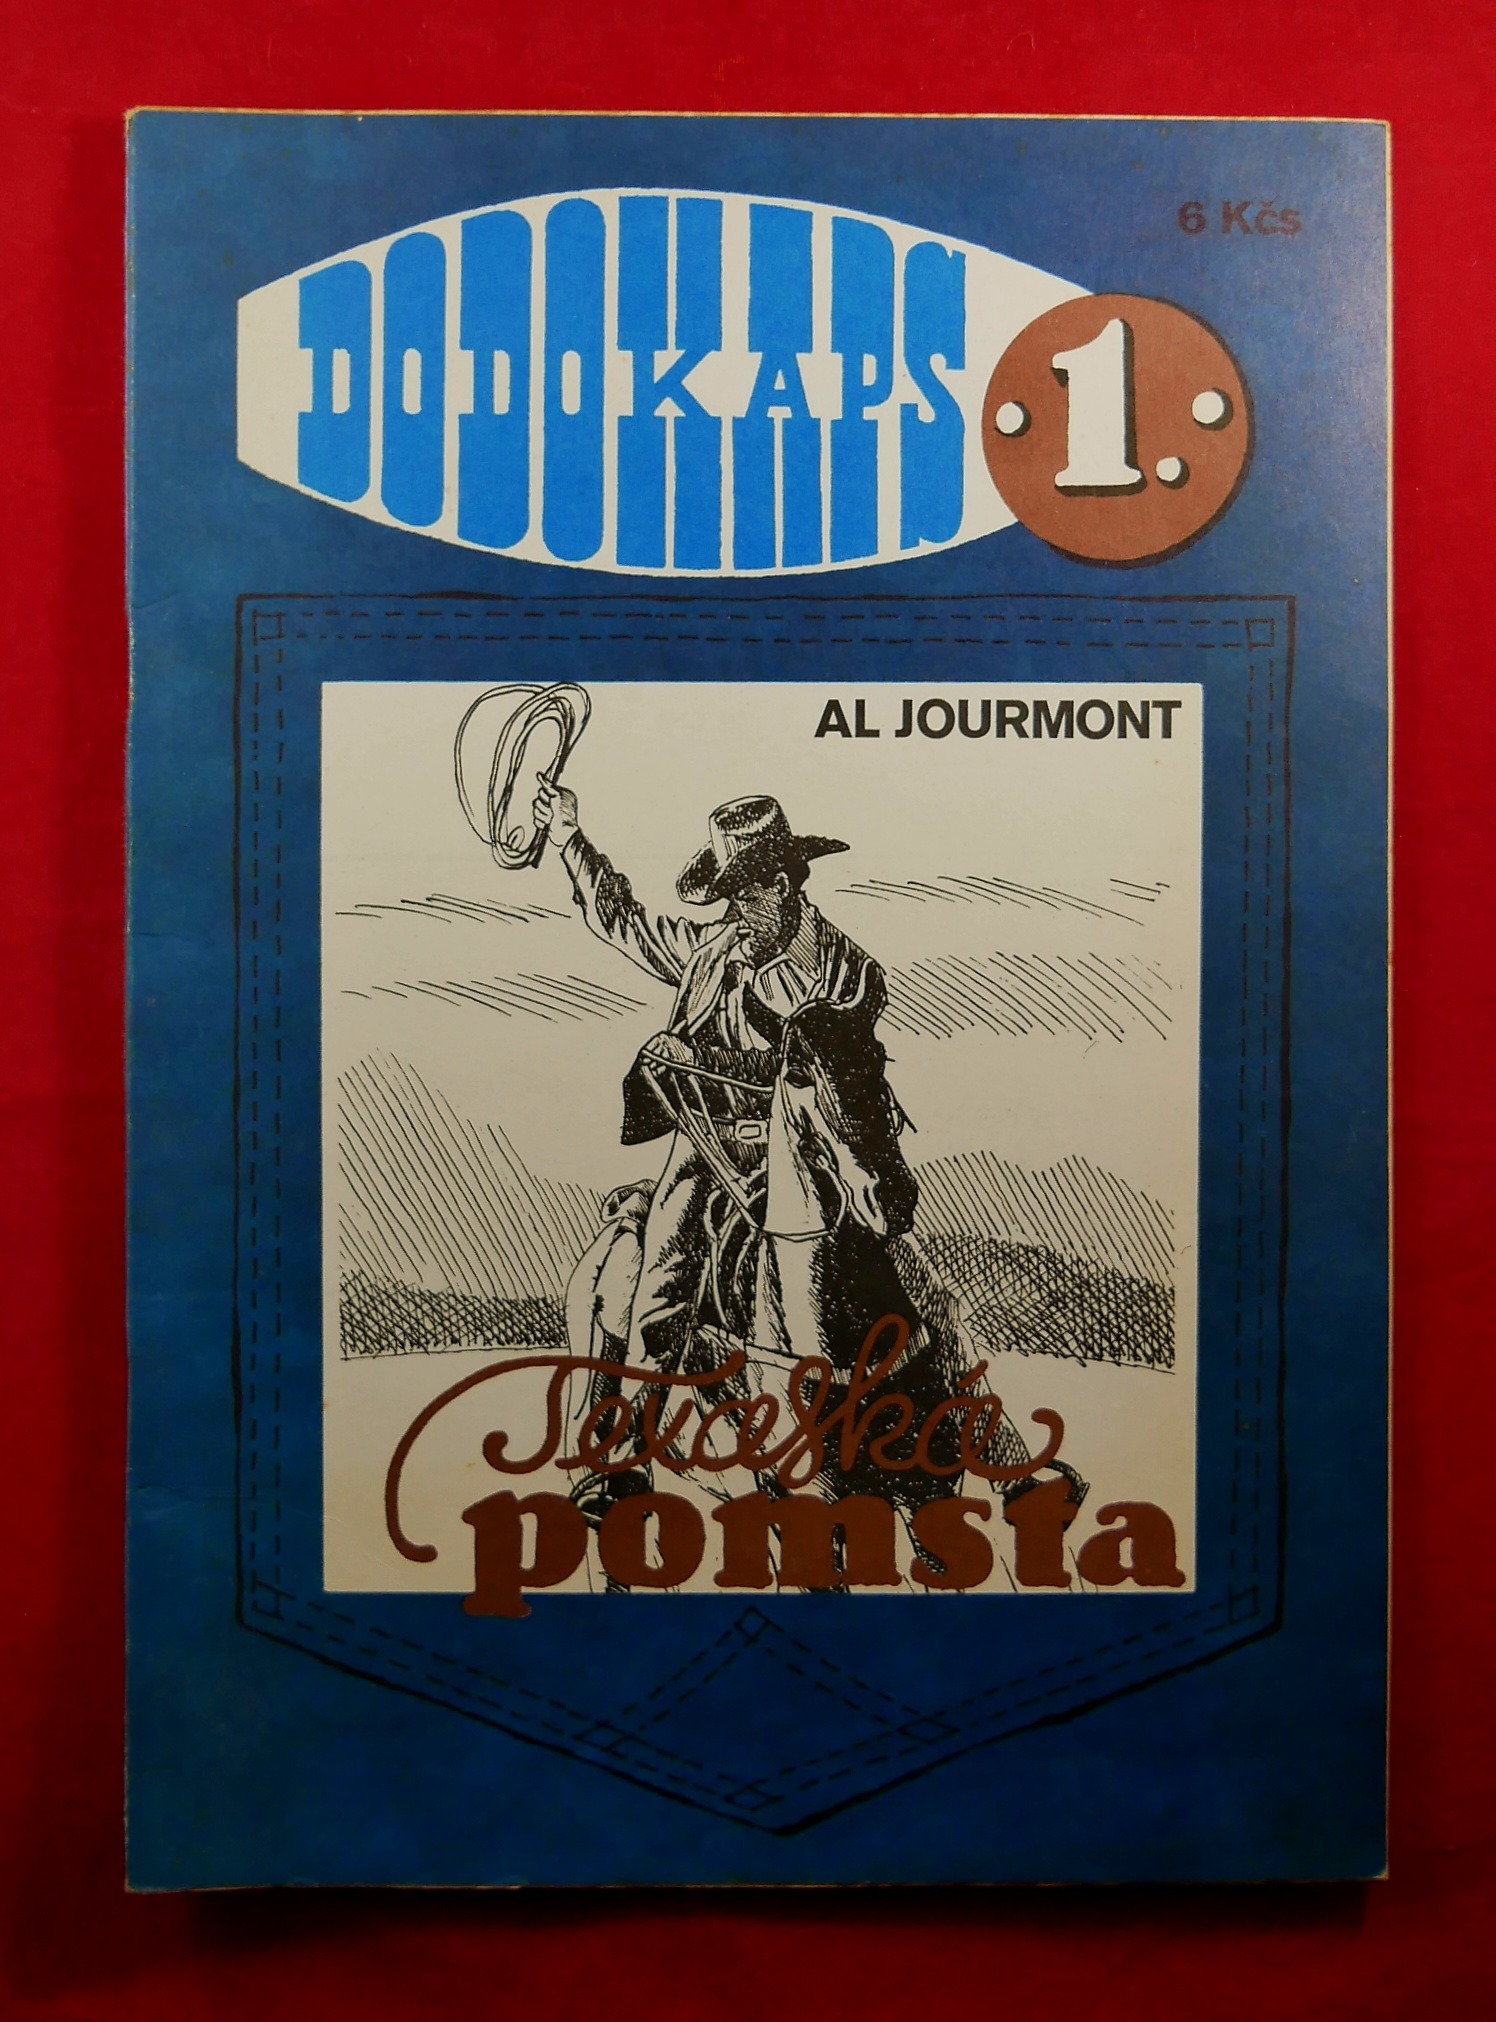 6 Kčs
DODOKAPS
1.
AL JOURMONT
Texaská
pomsta